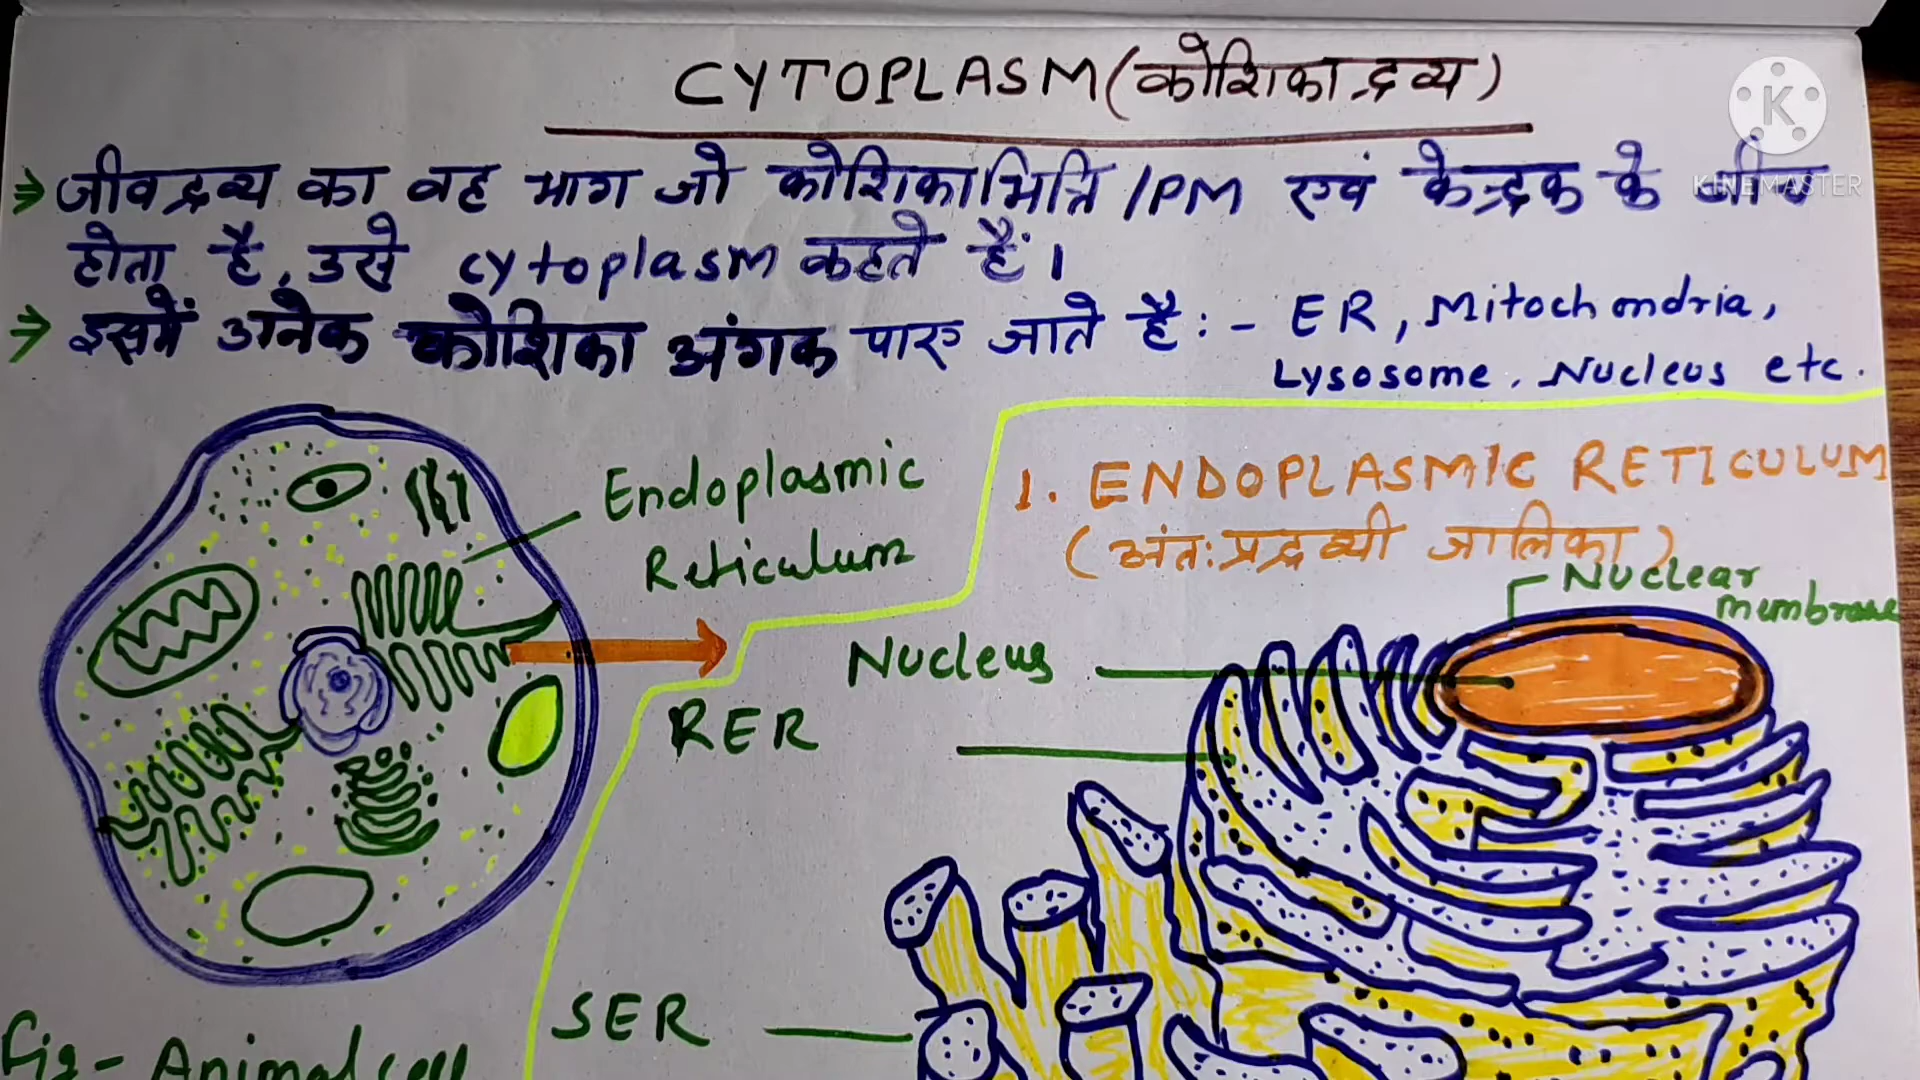 CYTOPLASM (कोशिका द्रव्य)
K
KINEMASTER
⇒ जीवद्रव्य का वह भाग जो कोशिकाभित्ति /PM एवं केन्द्रक के बीच
होता है, उसे cytoplasm कहते हैं।
⇒ इसमें अनेक कोशिका अंगक पाए जाते है :- ER, Mitochondria,
Lysosome, Nucleus etc.
Endoplasmic
Reticulum
1. ENDOPLASMIC RETICULUM
(अंत:प्रद्रव्यी जालिका)
Nuclear
membrane
Nucleus
RER
SER
Fig- Animal cell